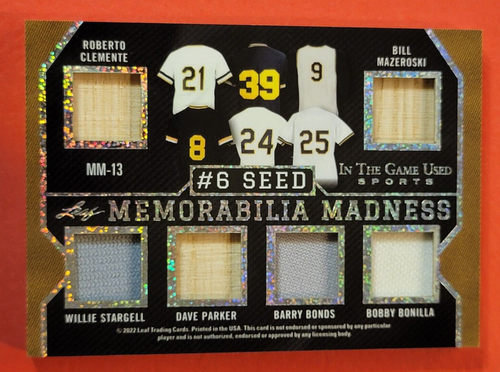 ROBERTO
CLEMENTE
BILL
MAZEROSKI
21
39
9
8
24
25
MM-13
#6 SEED
IN THE GAME USED
SPORTS
Leaf
MEMORABILIA MADNESS
WILLIE STARGELL
DAVE PARKER
BARRY BONDS
BOBBY BONILLA
© 2022 Leaf Trading Cards. Printed in the USA. This card is not endorsed or sponsored by any particular
player and is not authorized, endorsed or approved by any licensing body.